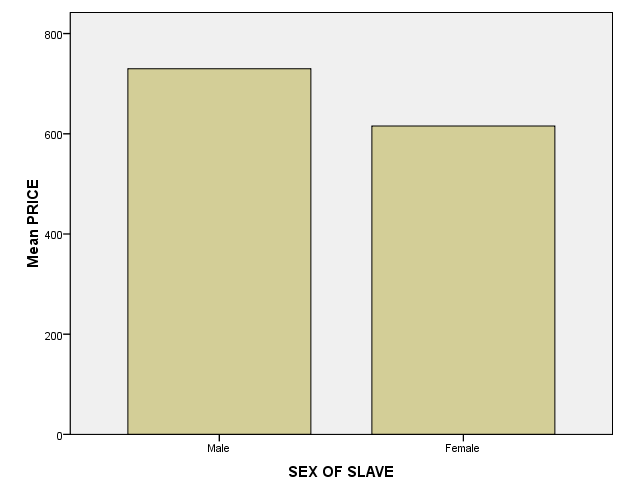 800
600
400
200
0
Mean PRICE
Male
Female
SEX OF SLAVE